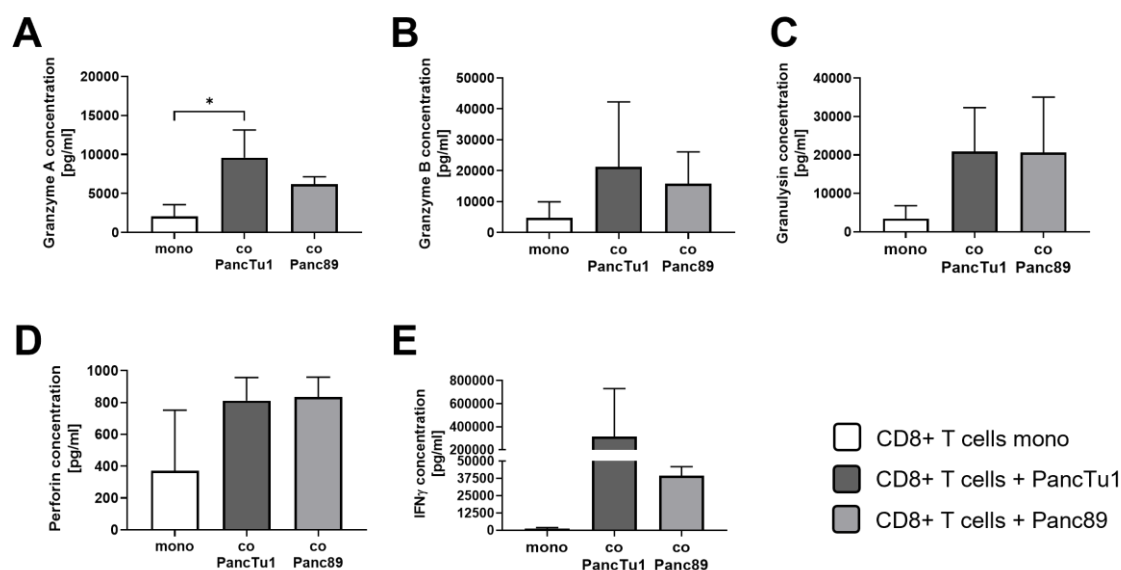 A
Granzyme A concentration
[pg/ml]
20000
15000
10000
5000
0
*
mono
co
PancTu1
co
Panc89
B
Granzyme B concentration
[pg/ml]
50000
40000
30000
20000
10000
0
mono
co
PancTu1
co
Panc89
C
Granulysin concentration
[pg/ml]
40000
30000
20000
10000
0
mono
co
PancTu1
co
Panc89
D
Perforin concentration
[pg/ml]
1000
800
600
400
200
0
mono
co
PancTu1
co
Panc89
E
IFNγ concentration
[pg/ml]
800000
600000
400000
200000
50000
37500
25000
12500
0
mono
co
PancTu1
co
Panc89
CD8+ T cells mono
CD8+ T cells + PancTu1
CD8+ T cells + Panc89